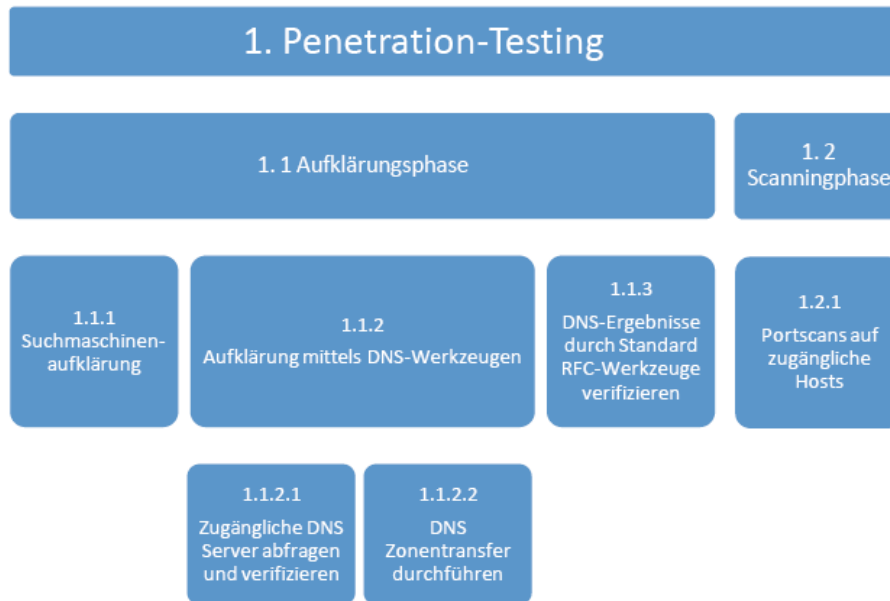 1. Penetration-Testing
1. 1 Aufklärungsphase
1. 2
Scanningphase
1.1.1
Suchmaschinen-
aufklärung
1.1.2
Aufklärung mittels DNS-Werkzeugen
1.1.3
DNS-Ergebnisse
durch Standard
RFC-Werkzeuge
verifizieren
1.2.1
Portscans auf
zugängliche
Hosts
1.1.2.1
Zugängliche DNS
Server abfragen
und verifizieren
1.1.2.2
DNS
Zonentransfer
durchführen